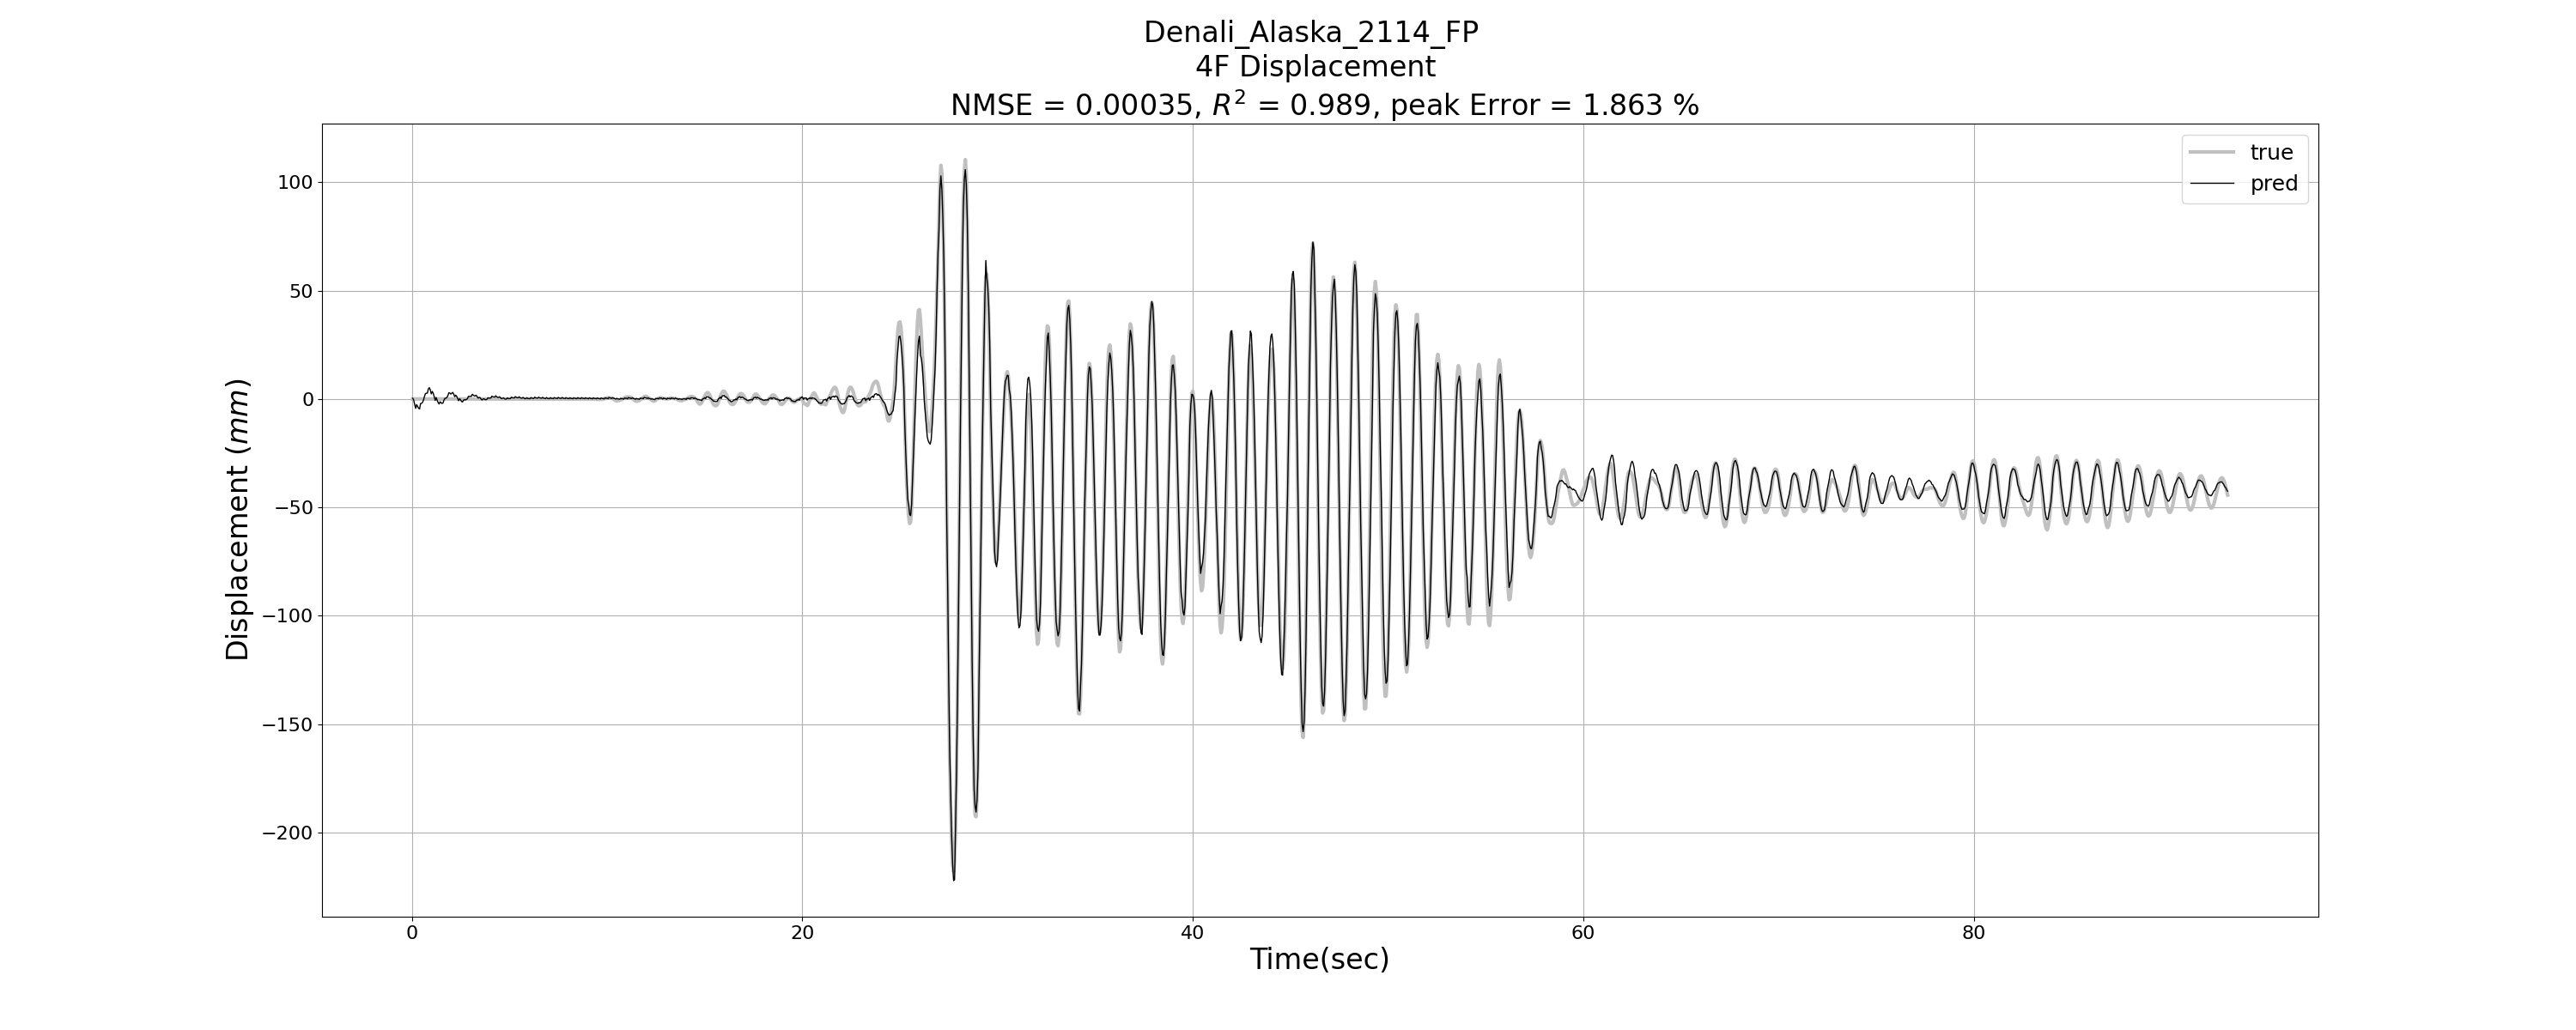 Denali_Alaska_2114_FP
4F Displacement
NMSE = 0.00035, R² = 0.989, peak Error = 1.863 %
true
pred
100
50
0
−50
−100
−150
−200
Displacement (mm)
0 20 40 60 80
Time(sec)